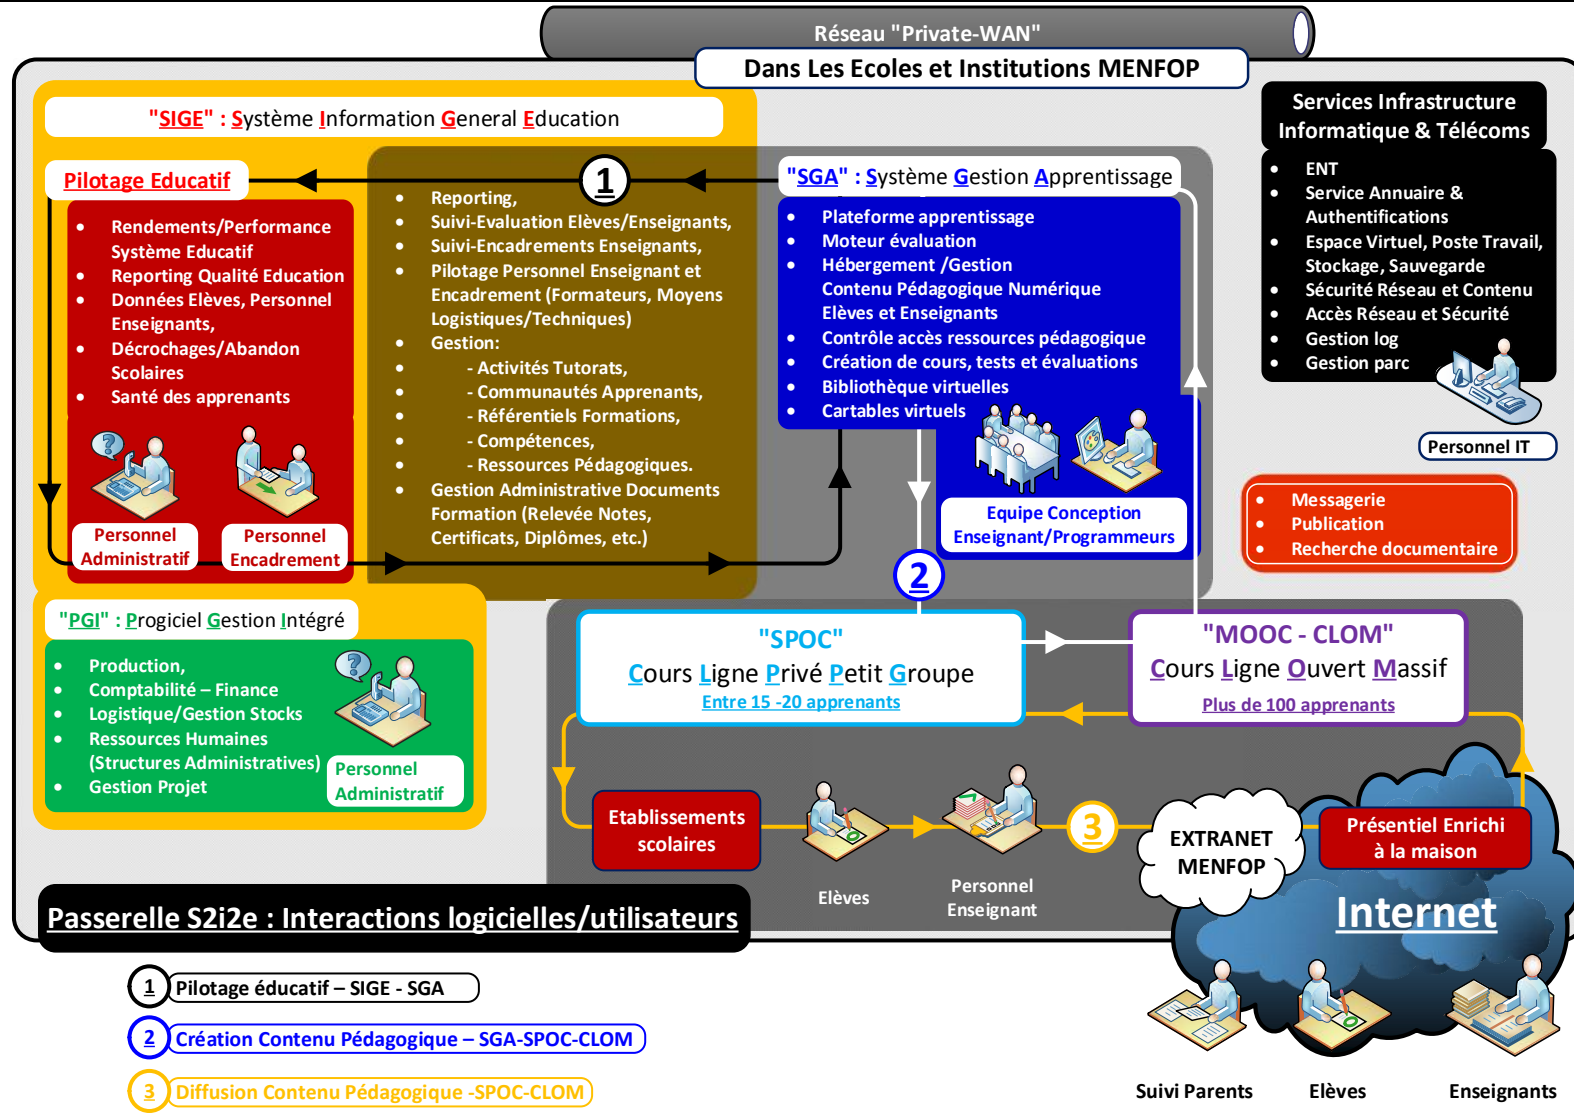 Réseau "Private-WAN"
Dans Les Ecoles et Institutions MENFOP
"SIGE" : Système Information General Education
Pilotage Educatif
Rendements/Performance
Système Educatif
Reporting Qualité Education
Données Elèves, Personnel
Enseignants,
Décrochages/Abandon
Scolaires
Santé des apprenants
Personnel
Administratif
Personnel
Encadrement
1
Reporting,
Suivi-Evaluation Elèves/Enseignants,
Suivi-Encadrements Enseignants,
Pilotage Personnel Enseignant et
Encadrement (Formateurs, Moyens
Logistiques/Techniques)
Gestion:
- Activités Tutorats,
- Communautés Apprenants,
- Référentiels Formations,
- Compétences,
- Ressources Pédagogiques.
Gestion Administrative Documents
Formation (Relevée Notes,
Certificats, Diplômes, etc.)
"SGA" : Système Gestion Apprentissage
Plateforme apprentissage
Moteur évaluation
Hébergement /Gestion
Contenu Pédagogique Numérique
Elèves et Enseignants
Contrôle accès ressources pédagogique
Création de cours, tests et évaluations
Bibliothèque virtuelles
Cartables virtuels
Equipe Conception
Enseignant/Programmeurs
2
Services Infrastructure
Informatique & Télécoms
ENT
Service Annuaire &
Authentifications
Espace Virtuel, Poste Travail,
Stockage, Sauvegarde
Sécurité Réseau et Contenu
Accès Réseau et Sécurité
Gestion log
Gestion parc
Personnel IT
Messagerie
Publication
Recherche documentaire
"PGI" : Progiciel Gestion Intégré
Production,
Comptabilité – Finance
Logistique/Gestion Stocks
Ressources Humaines
(Structures Administratives)
Gestion Projet
?
Personnel
Administratif
"SPOC"
Cours Ligne Privé Petit Groupe
Entre 15 -20 apprenants
"MOOC - CLOM"
Cours Ligne Ouvert Massif
Plus de 100 apprenants
Etablissements
scolaires
Elèves
Personnel
Enseignant
3
EXTRANET
MENFOP
Présentiel Enrichi
à la maison
Internet
Passerelle S2i2e : Interactions logicielles/utilisateurs
1 Pilotage éducatif – SIGE - SGA
2 Création Contenu Pédagogique – SGA-SPOC-CLOM
3 Diffusion Contenu Pédagogique -SPOC-CLOM
Suivi Parents
Elèves
Enseignants